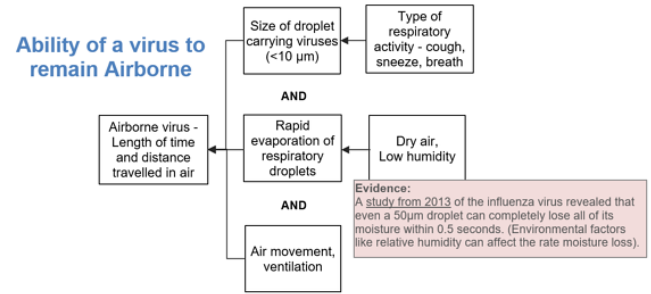 Ability of a virus to
remain Airborne
Size of droplet
carrying viruses
(<10 μm)
Type of
respiratory
activity - cough,
sneeze, breath
AND
Airborne virus -
Length of time
and distance
travelled in air
Rapid
evaporation of
respiratory
droplets
Dry air,
Low humidity
Evidence:
A study from 2013 of the influenza virus revealed that
even a 50μm droplet can completely lose all of its
moisture within 0.5 seconds. (Environmental factors
like relative humidity can affect the rate moisture loss).
AND
Air movement,
ventilation